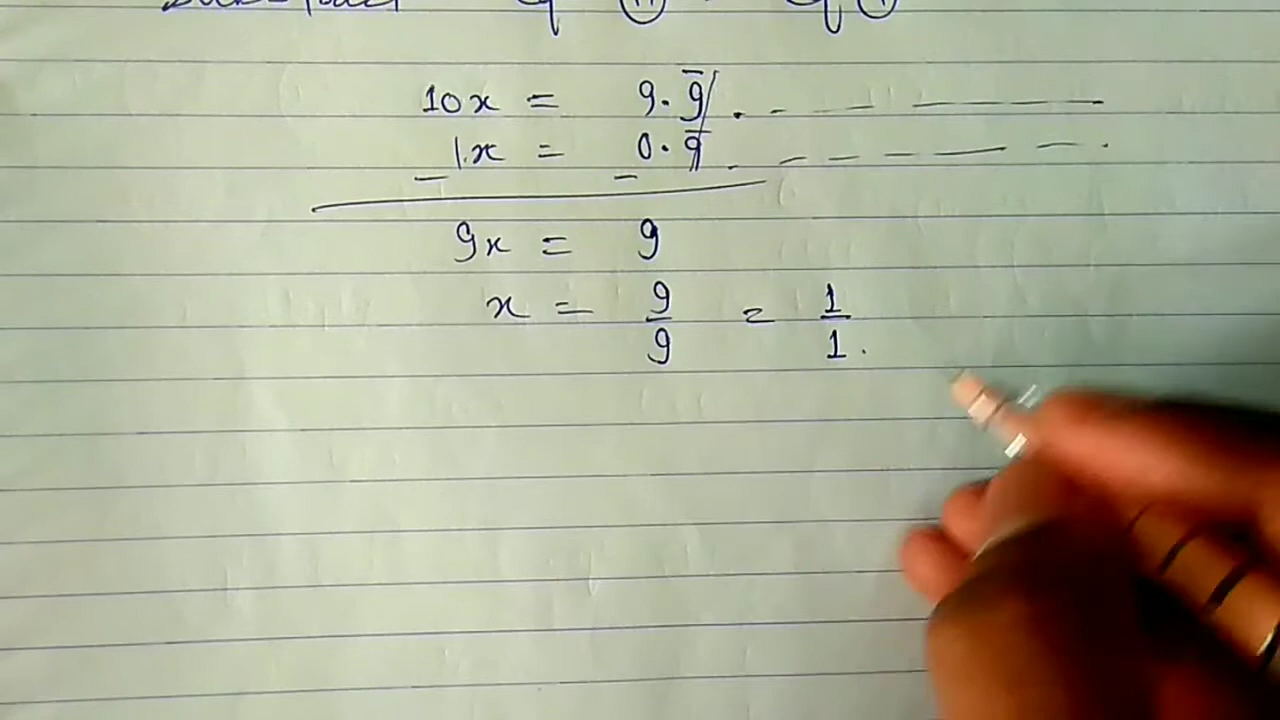 10x = 9.9̅ . - - — ———
1x = 0.9̅ . - - - —— - .
- -
9x = 9
x = 9/9 = 1/1.